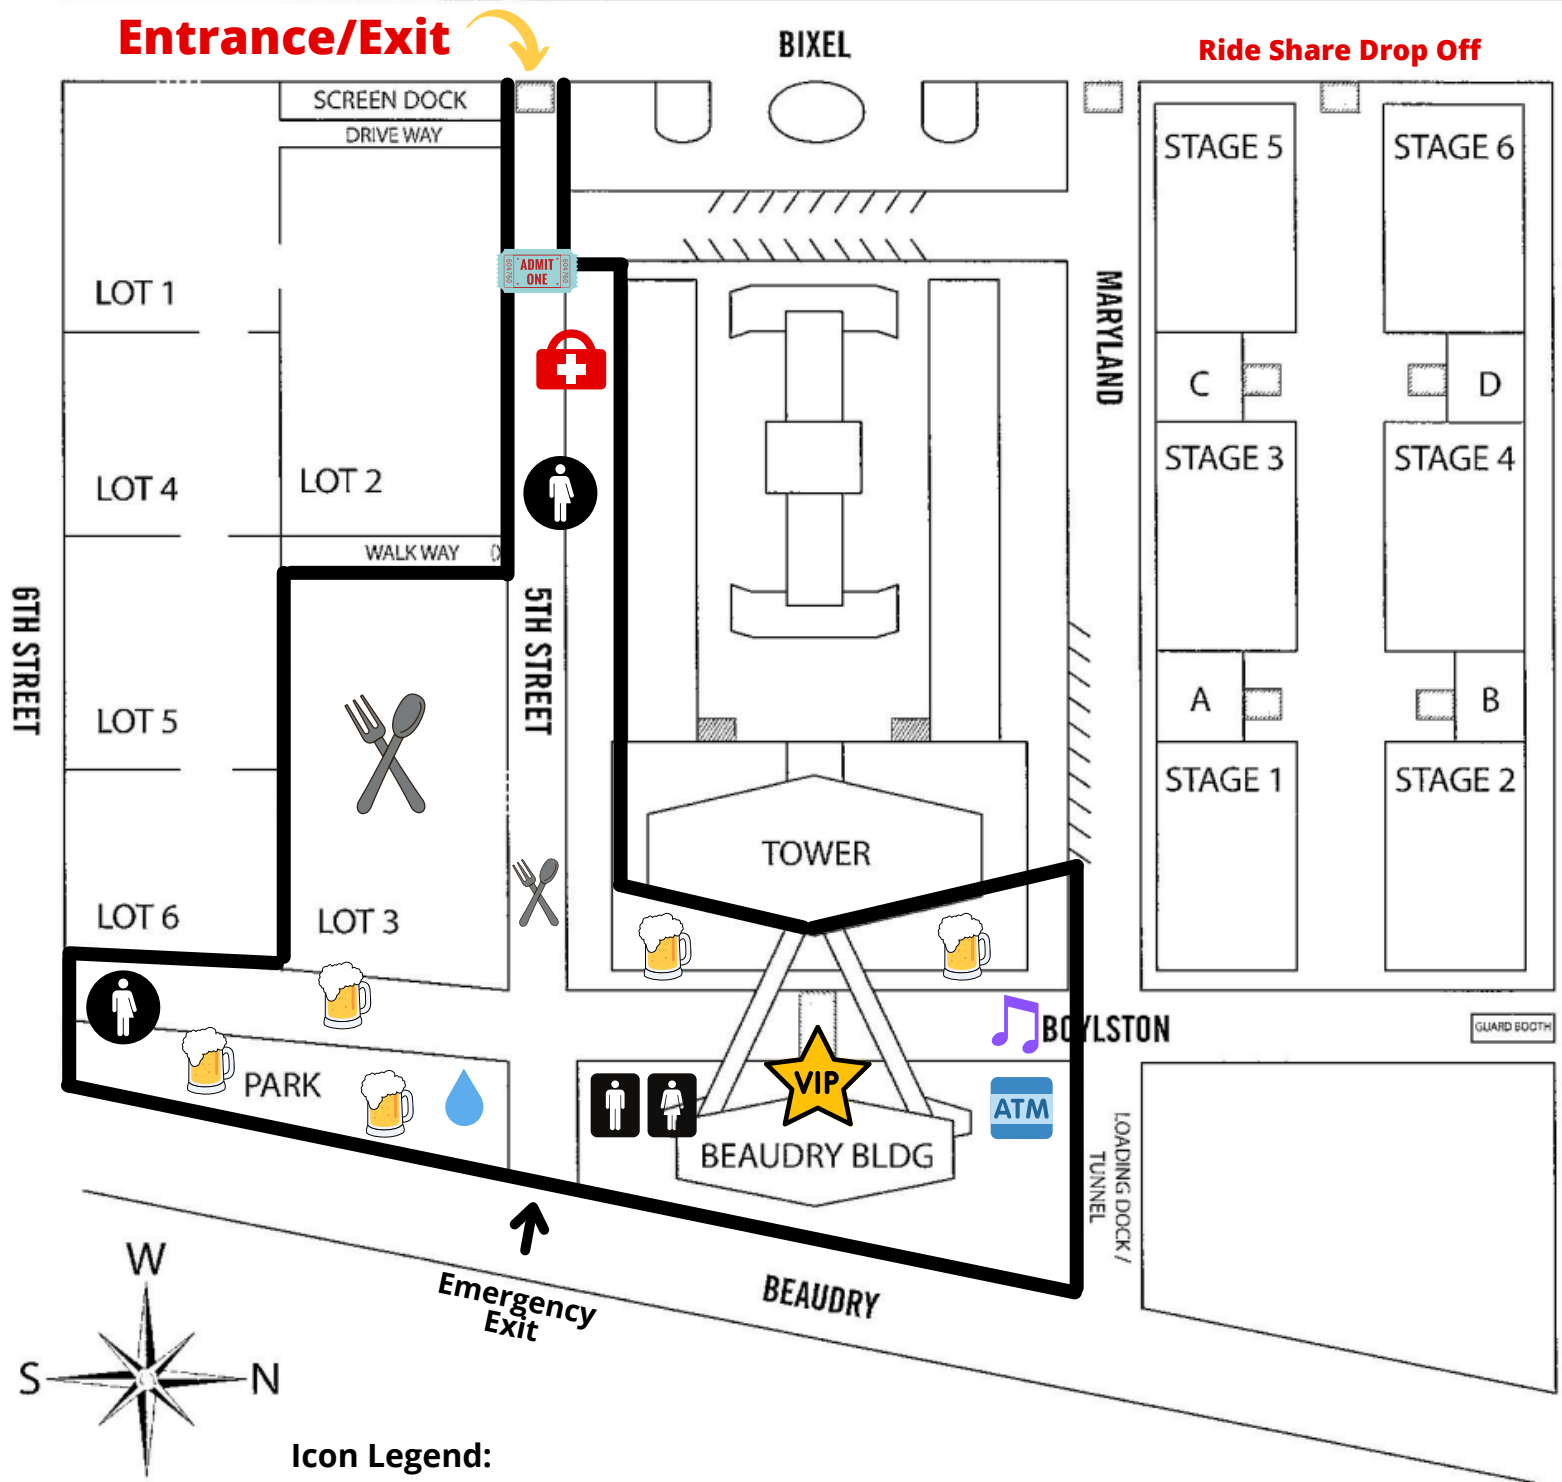 Entrance/Exit
BIXEL
Ride Share Drop Off
SCREEN DOCK
DRIVE WAY
STAGE 5
STAGE 6
ADMIT
ONE
LOT 1
MARYLAND
C
D
STAGE 3
STAGE 4
LOT 4
LOT 2
WALK WAY
6TH STREET
5TH STREET
A
B
LOT 5
STAGE 1
STAGE 2
TOWER
LOT 6
LOT 3
BOYLSTON
GUARD BOOTH
PARK
VIP
ATM
BEAUDRY BLDG
LOADING DOCK /
TUNNEL
Emergency
Exit
BEAUDRY
W
S
N
Icon Legend: